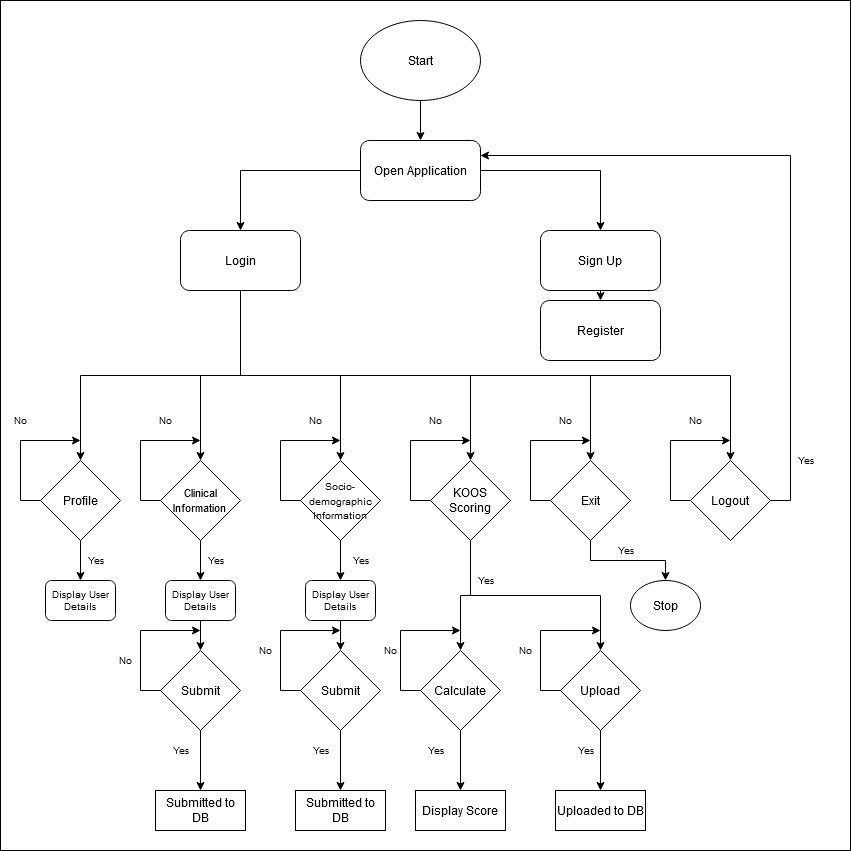 Start
Open Application
Login
Sign Up
Register
No
No
No
No
No
No
Profile
Clinical
Information
Socio-
demographic
Information
KOOS
Scoring
Exit
Logout
Yes
Yes
Yes
Yes
Yes
Yes
Display User
Details
Display User
Details
Display User
Details
Stop
No
No
No
No
Submit
Submit
Calculate
Upload
Yes
Yes
Yes
Yes
Submitted to
DB
Submitted to
DB
Display Score
Uploaded to DB